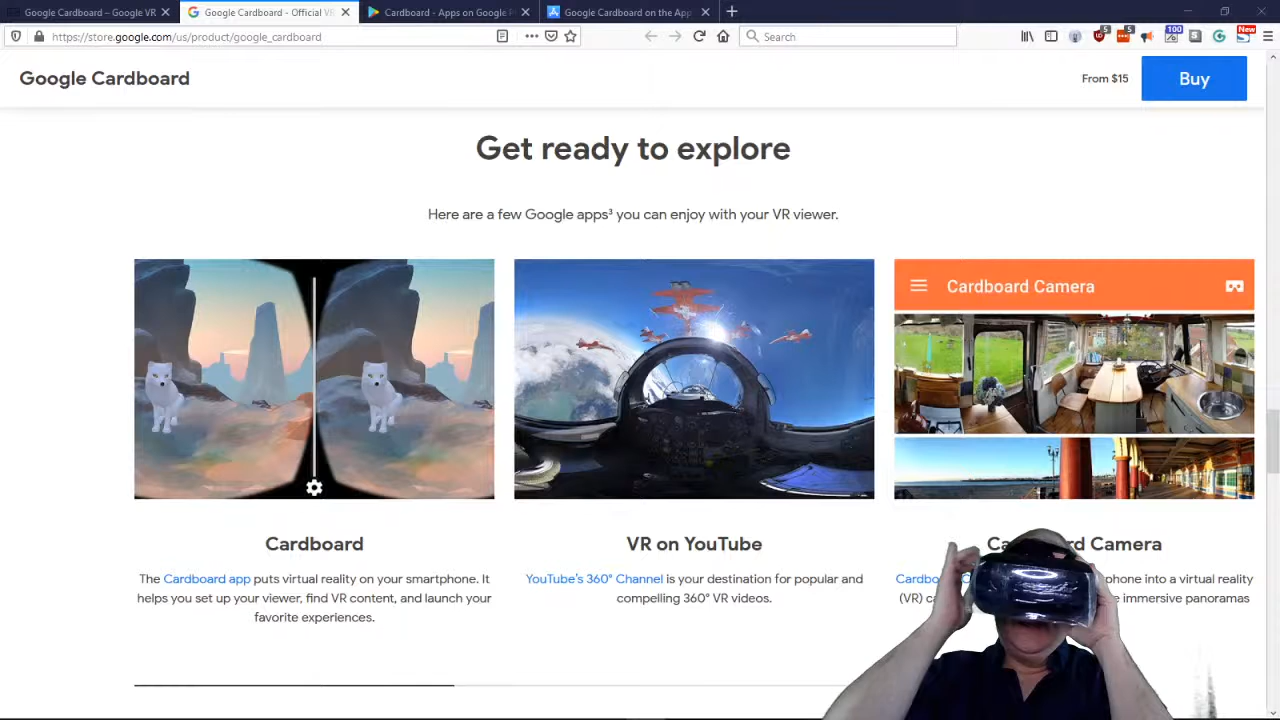 Google Cardboard – Google VR
Google Cardboard - Official VR
Cardboard - Apps on Google P
Google Cardboard on the App
https://store.google.com/us/product/google_cardboard
Search
5
5
100
New
Google Cardboard
From $15
Buy
Get ready to explore
Here are a few Google apps³ you can enjoy with your VR viewer.
Cardboard Camera
Cardboard
VR on YouTube
Camera
The Cardboard app puts virtual reality on your smartphone. It
helps you set up your viewer, find VR content, and launch your
favorite experiences.
YouTube's 360° Channel is your destination for popular and
compelling 360° VR videos.
phone into a virtual reality
(VR) immersive panoramas